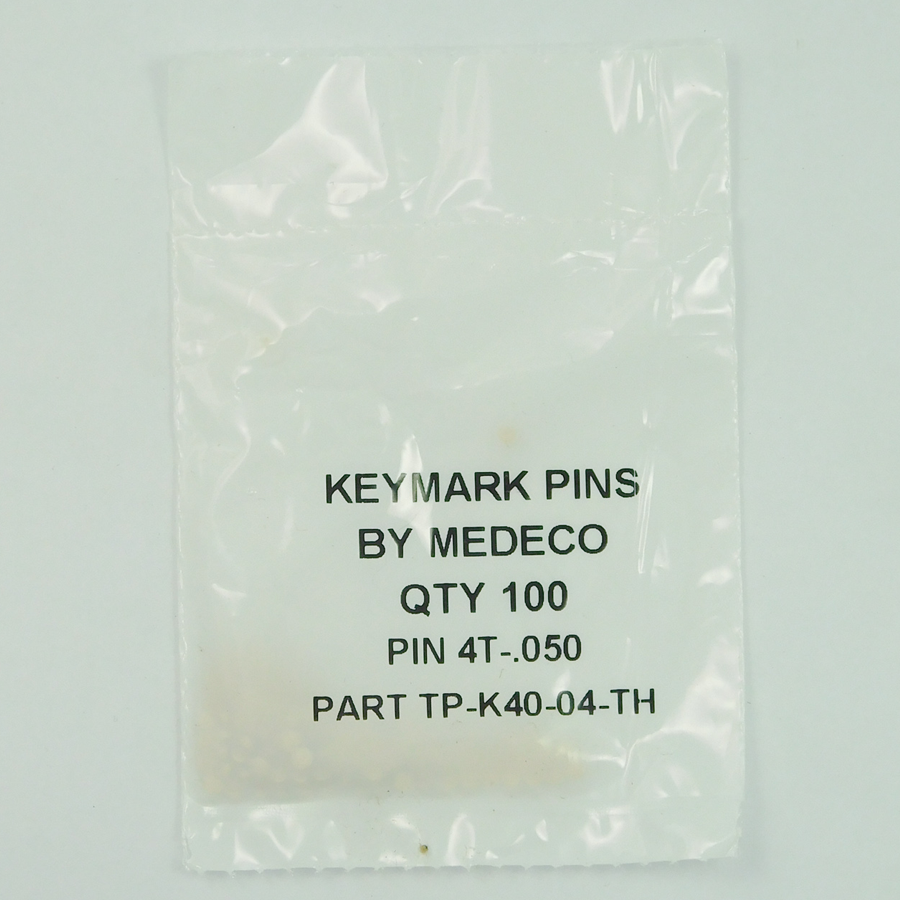 KEYMARK PINS
BY MEDECO
QTY 100
PIN 4T-.050
PART TP-K40-04-TH